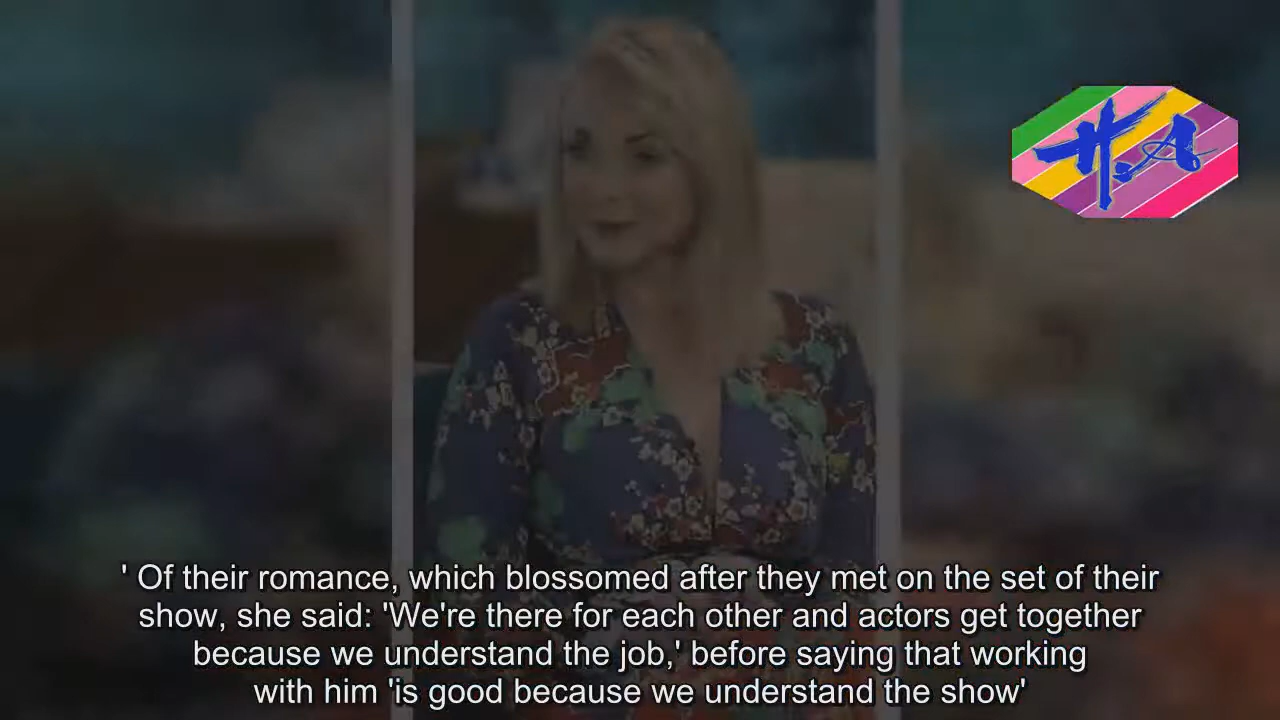 H.A
' Of their romance, which blossomed after they met on the set of their
show, she said: 'We're there for each other and actors get together
because we understand the job,' before saying that working
with him 'is good because we understand the show'